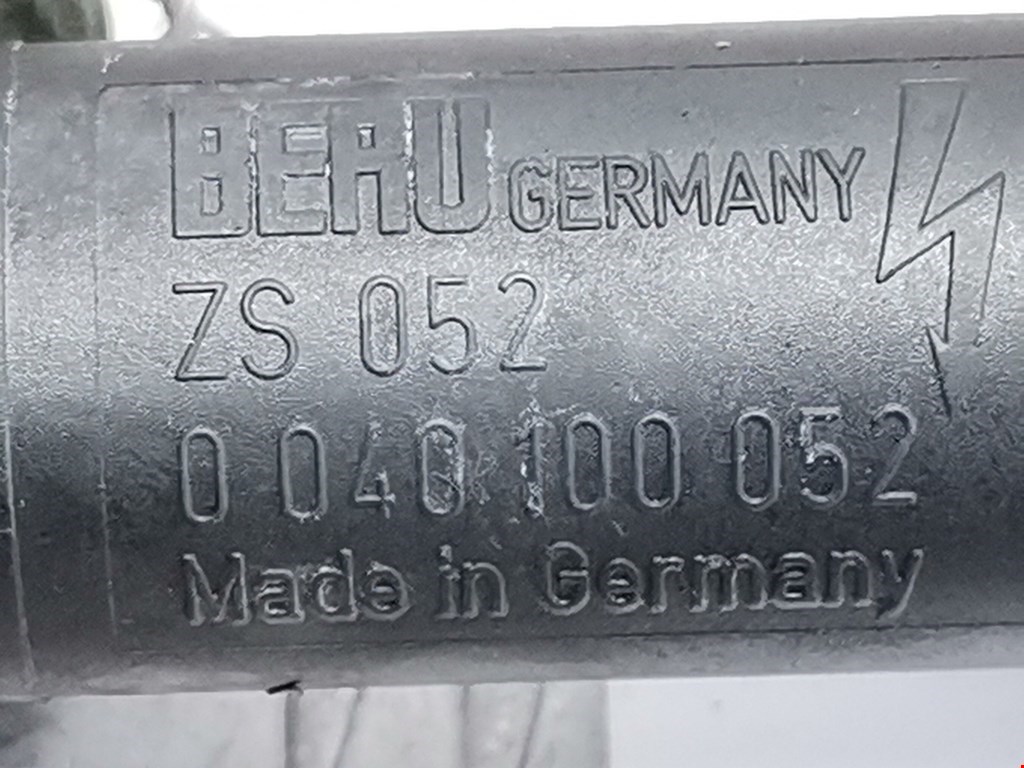 BERU GERMANY
ZS 052
0 040 100 052
Made in Germany